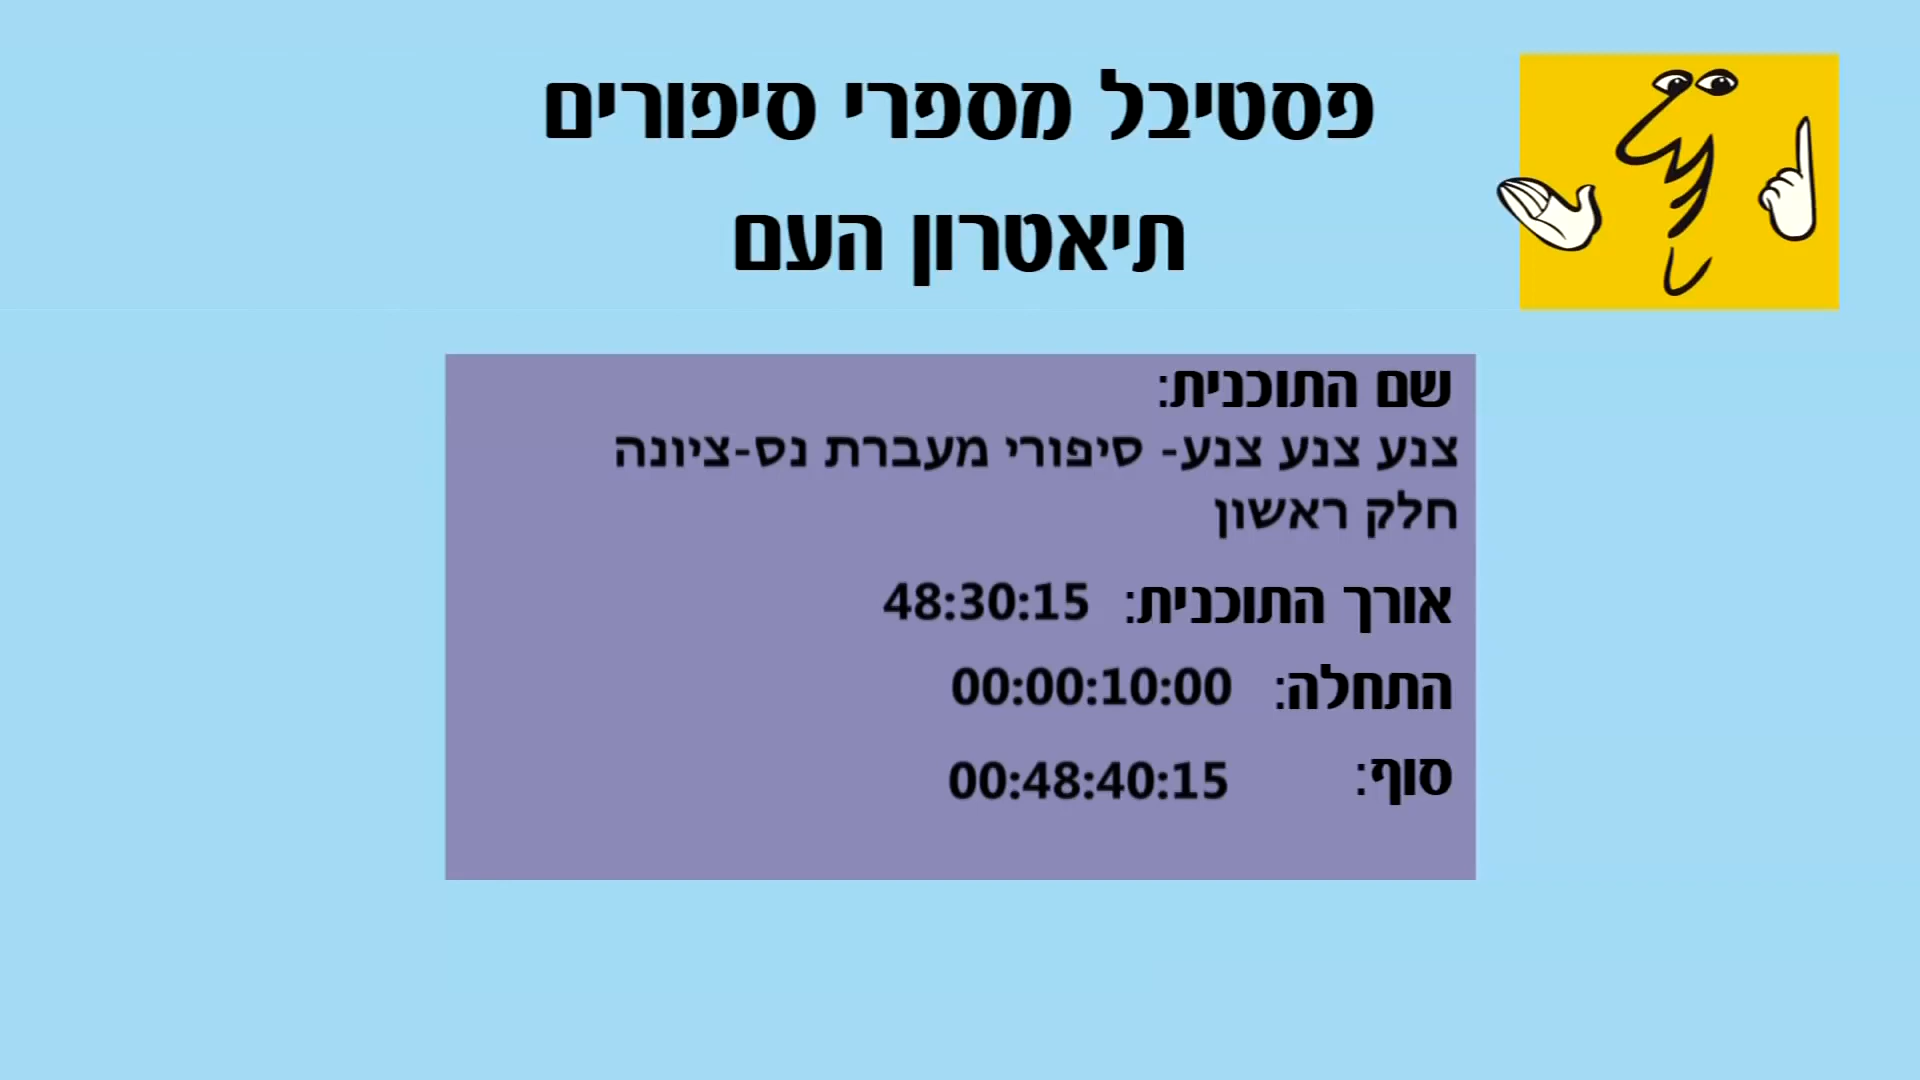 פסטיבל מספרי סיפורים
תיאטרון העם
שם התוכנית:
צנע צנע צנע- סיפורי מעברת נס-ציונה
חלק ראשון
אורך התוכנית: 48:30:15
התחלה: 00:00:10:00
סוף: 00:48:40:15